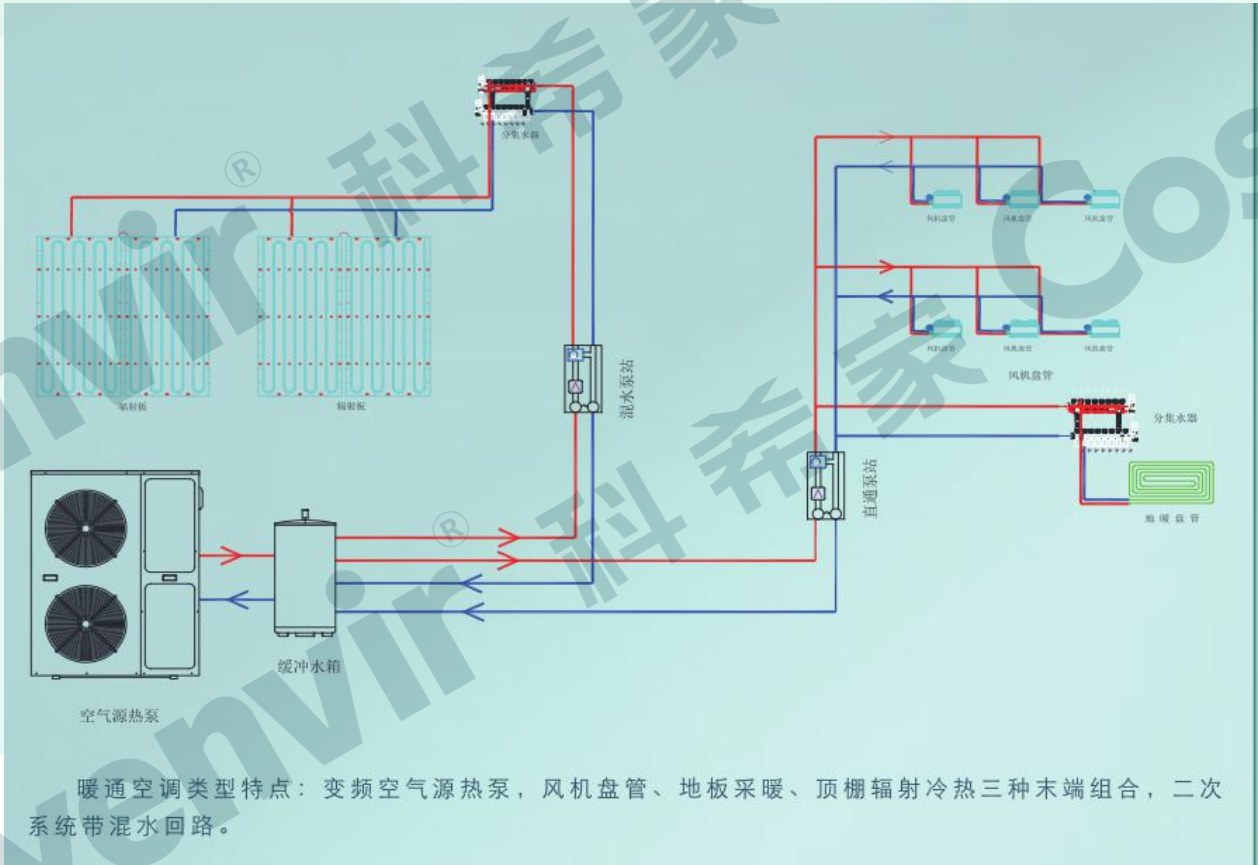 分集水器
辐射板
辐射板
混水泵站
风机盘管
风机盘管
风机盘管
风机盘管
风机盘管
风机盘管
风机盘管
分集水器
地暖盘管
直通泵站
缓冲水箱
空气源热泵
暖通空调类型特点：变频空气源热泵，风机盘管、地板采暖、顶棚辐射冷热三种末端组合，二次
系统带混水回路。
nvir® 科希家 Cos
venvir® 科希家